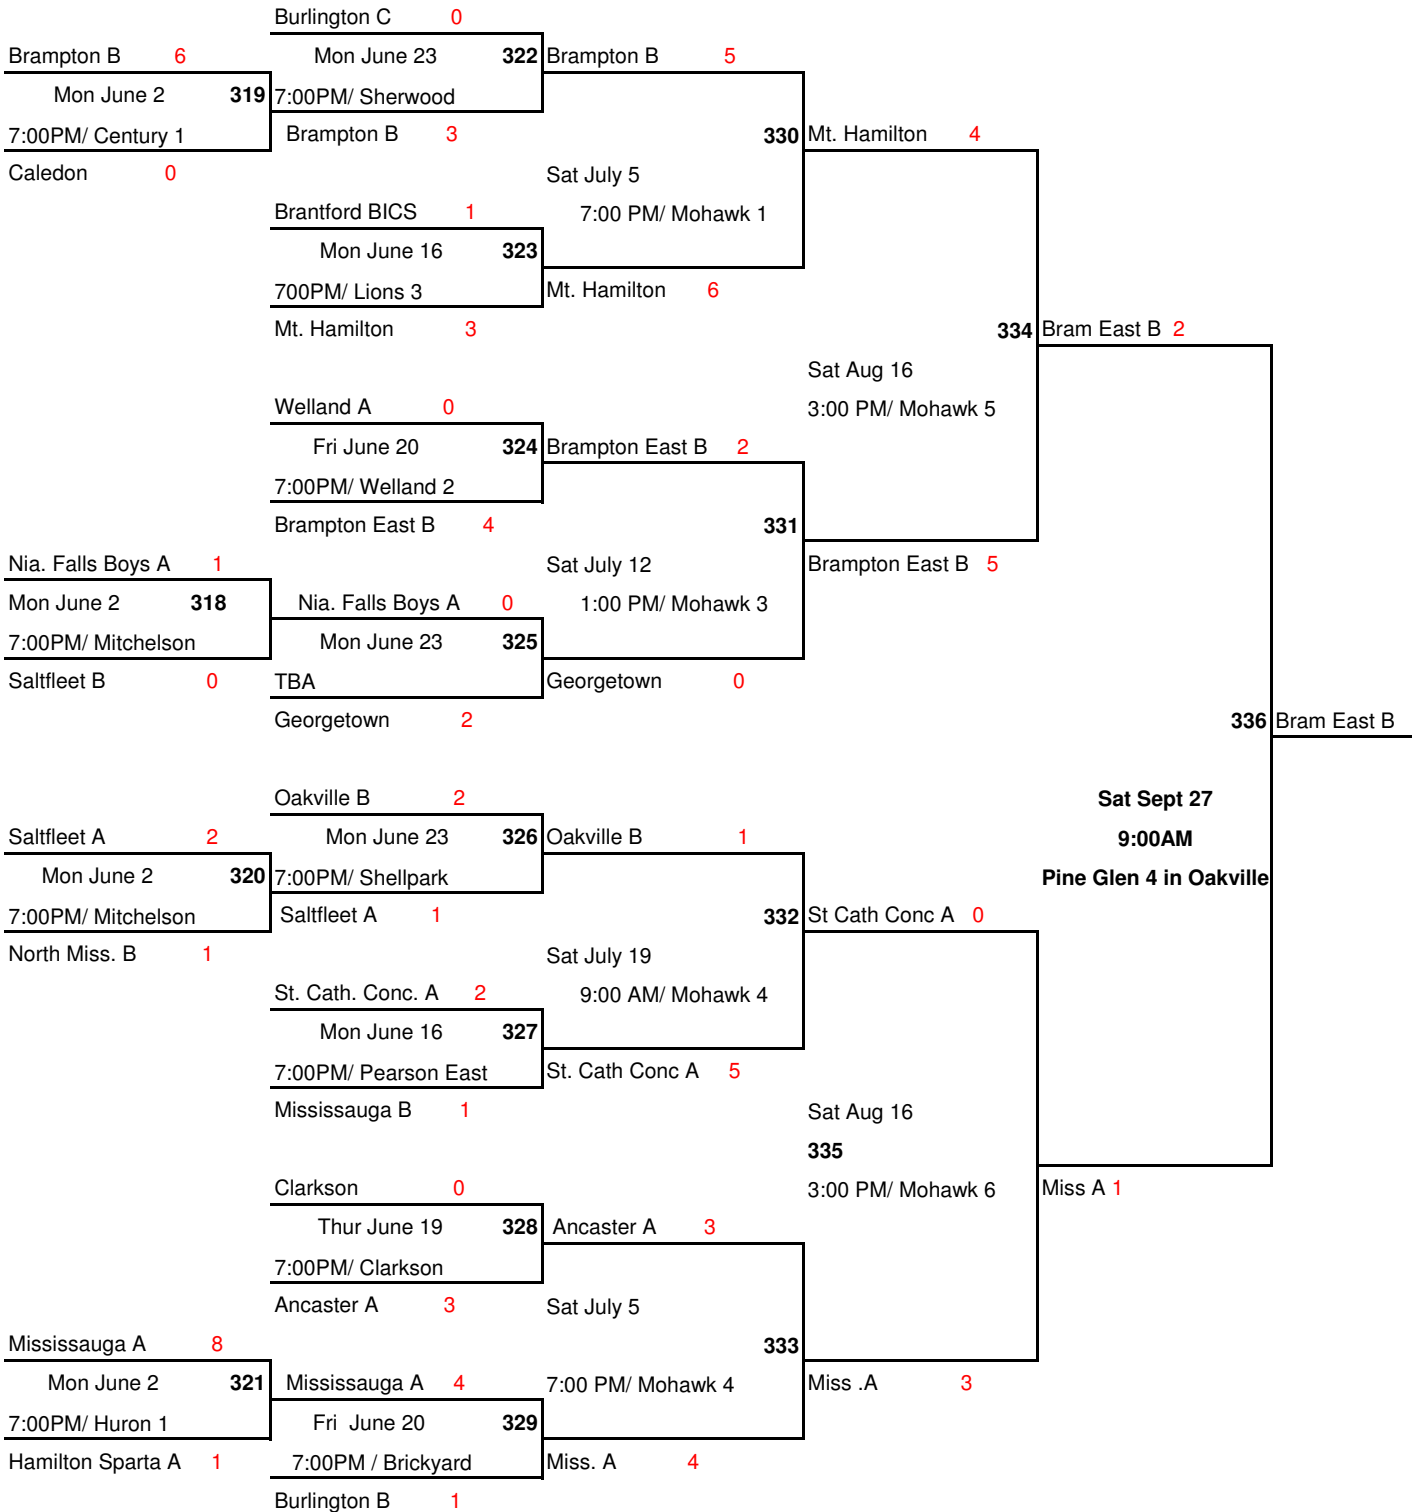 Burlington C 0
Brampton B 6
Mon June 23 322 Brampton B 5
Mon June 2 319 7:00PM/ Sherwood
7:00PM/ Century 1 Brampton B 3 330 Mt. Hamilton 4
Caledon 0 Sat July 5
Brantford BICS 1 7:00 PM/ Mohawk 1
Mon June 16 323
700PM/ Lions 3 Mt. Hamilton 6
Mt. Hamilton 3 334 Bram East B 2
Sat Aug 16
Welland A 0 3:00 PM/ Mohawk 5
Fri June 20 324 Brampton East B 2
7:00PM/ Welland 2
Brampton East B 4 331
Nia. Falls Boys A 1 Sat July 12 Brampton East B 5
Mon June 2 318 Nia. Falls Boys A 0 1:00 PM/ Mohawk 3
7:00PM/ Mitchelson Mon June 23 325
Saltfleet B 0 TBA Georgetown 0
Georgetown 2 336 Bram East B
Oakville B 2 Sat Sept 27
Saltfleet A 2 Mon June 23 326 Oakville B 1 9:00AM
Mon June 2 320 7:00PM/ Shellpark Pine Glen 4 in Oakville
7:00PM/ Mitchelson Saltfleet A 1 332 St Cath Conc A 0
North Miss. B 1 Sat July 19
St. Cath. Conc. A 2 9:00 AM/ Mohawk 4
Mon June 16 327
7:00PM/ Pearson East St. Cath Conc A 5
Mississauga B 1 Sat Aug 16
335
Clarkson 0 3:00 PM/ Mohawk 6 Miss A 1
Thur June 19 328 Ancaster A 3
7:00PM/ Clarkson
Ancaster A 3 Sat July 5
Mississauga A 8 333
Mon June 2 321 Mississauga A 4 7:00 PM/ Mohawk 4 Miss .A 3
7:00PM/ Huron 1 Fri June 20 329
Hamilton Sparta A 1 7:00PM / Brickyard Miss. A 4
Burlington B 1